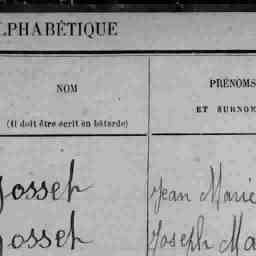 LPHABÉTIQUE
NOM
PRÉNOMS
ET SURNO
(il doit être écrit en bâtarde)
Josset Jean Marie
Josset Joseph Ma